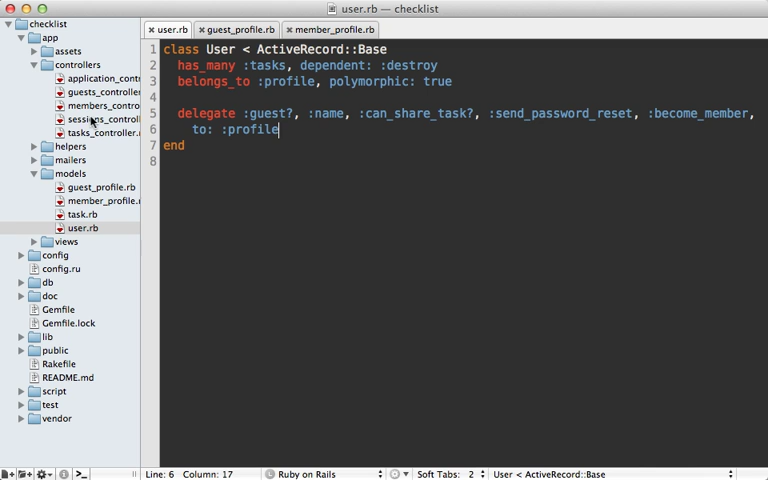 user.rb — checklist
checklist
app
assets
controllers
application_cont
guests_controlle
members_contro
sessions_control
tasks_controller.
helpers
mailers
models
guest_profile.rb
member_profile.
task.rb
user.rb
views
config
config.ru
db
doc
Gemfile
Gemfile.lock
lib
public
Rakefile
README.md
script
test
vendor
user.rb
guest_profile.rb
member_profile.rb
1 class User < ActiveRecord::Base
2 has_many :tasks, dependent: :destroy
3 belongs_to :profile, polymorphic: true
4
5 delegate :guest?, :name, :can_share_task?, :send_password_reset, :become_member,
6 to: :profile
7 end
8
Line: 6 Column: 17 Ruby on Rails Soft Tabs: 2 User < ActiveRecord::Base